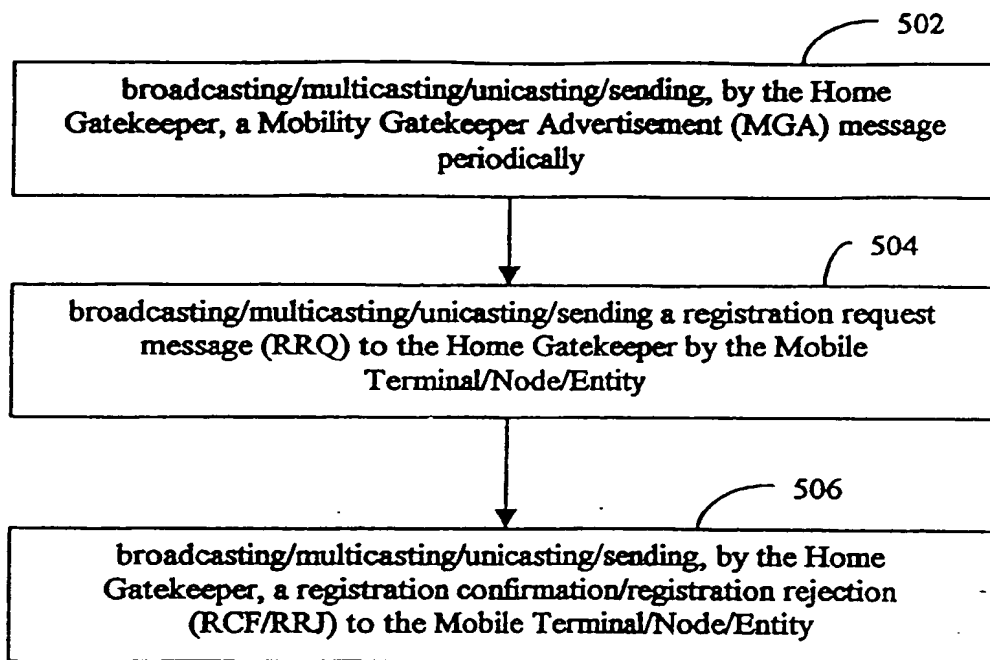 502
broadcasting/multicasting/unicasting/sending, by the Home
Gatekeeper, a Mobility Gatekeeper Advertisement (MGA) message
periodically
504
broadcasting/multicasting/unicasting/sending a registration request
message (RRQ) to the Home Gatekeeper by the Mobile
Terminal/Node/Entity
506
broadcasting/multicasting/unicasting/sending, by the Home
Gatekeeper, a registration confirmation/registration rejection
(RCF/RRJ) to the Mobile Terminal/Node/Entity